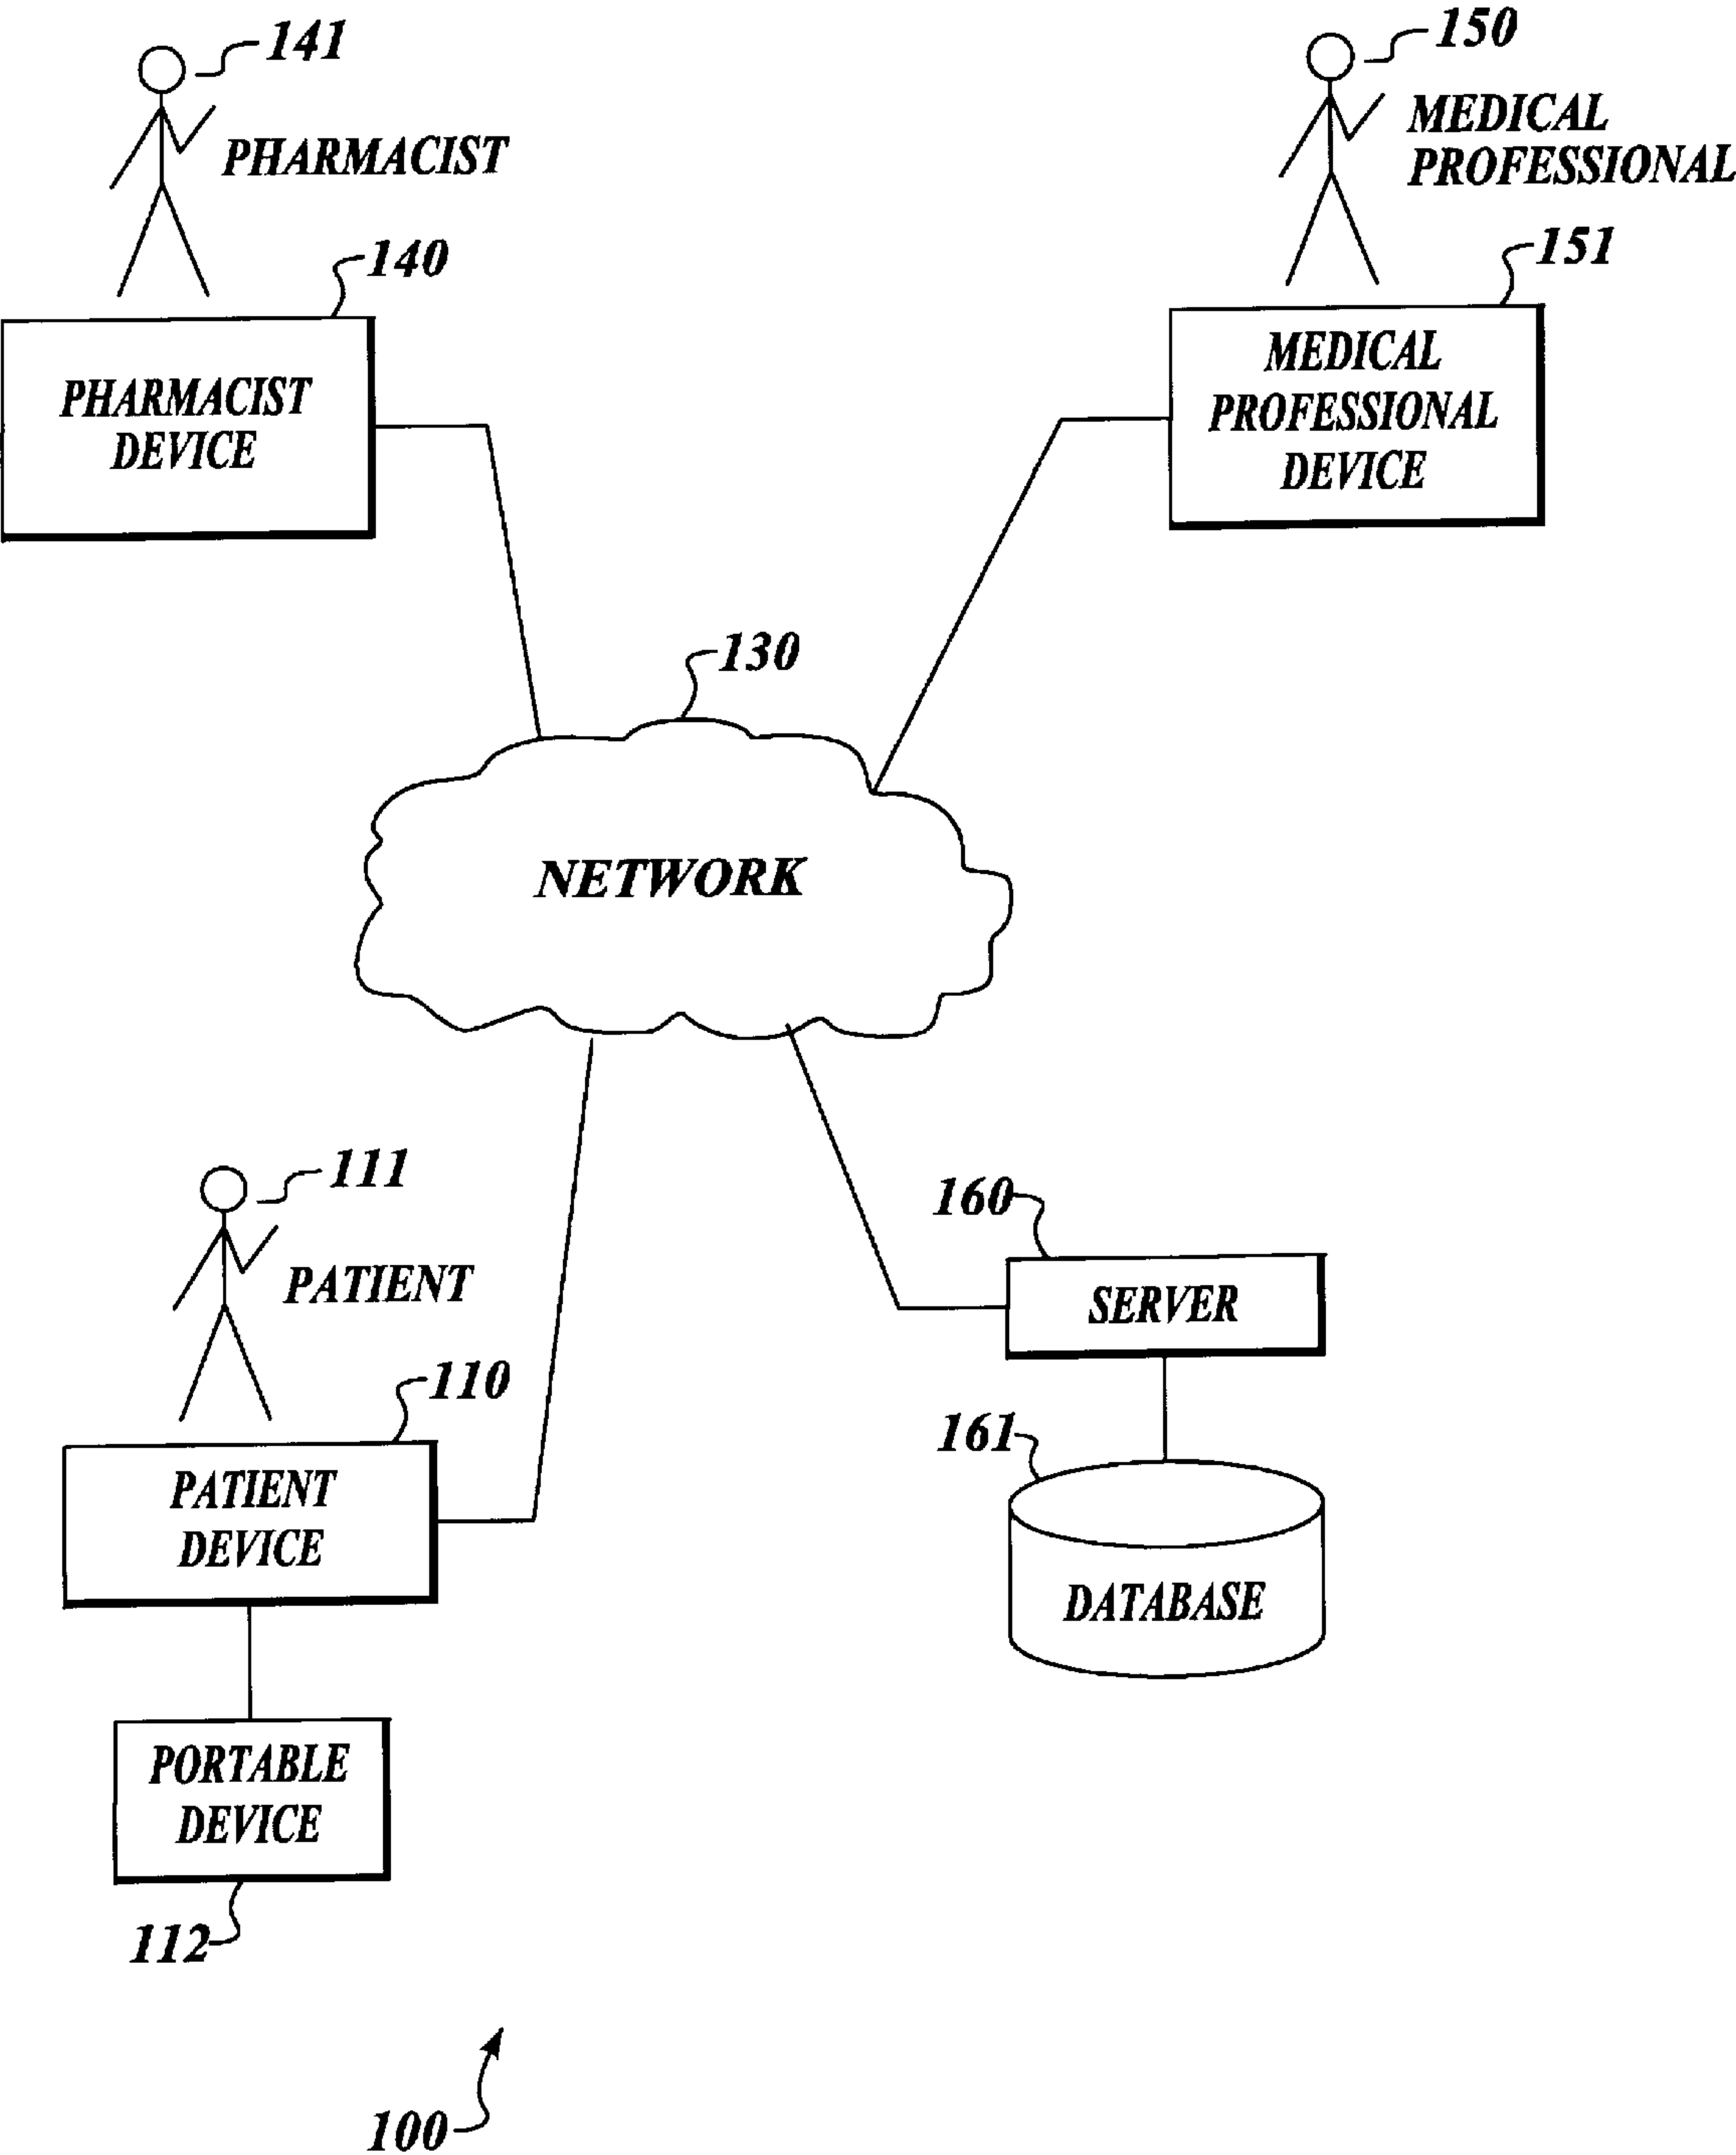 141
PHARMACIST
140
PHARMACIST
DEVICE
150
MEDICAL
PROFESSIONAL
151
MEDICAL
PROFESSIONAL
DEVICE
130
NETWORK
111
PATIENT
110
PATIENT
DEVICE
PORTABLE
DEVICE
112
160
SERVER
161
DATABASE
100